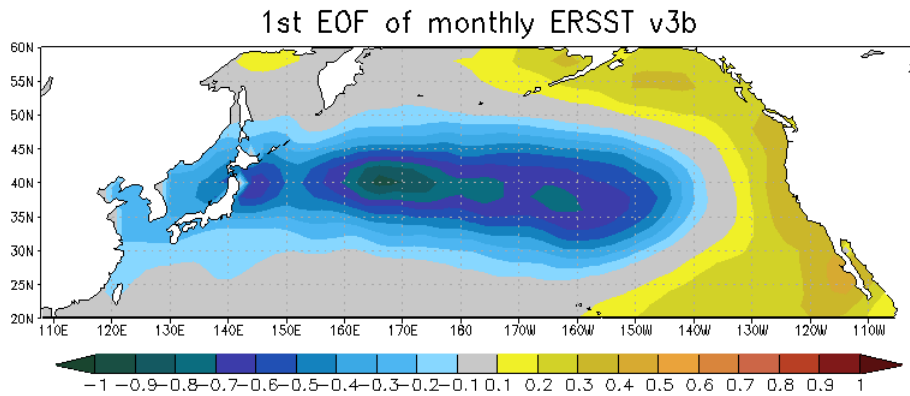 1st EOF of monthly ERSST v3b
60N
55N
50N
45N
40N
35N
30N
25N
20N
110E 120E 130E 140E 150E 160E 170E 180 170W 160W 150W 140W 130W 120W 110W
-1 -0.9 -0.8 -0.7 -0.6 -0.5 -0.4 -0.3 -0.2 -0.1 0.1 0.2 0.3 0.4 0.5 0.6 0.7 0.8 0.9 1